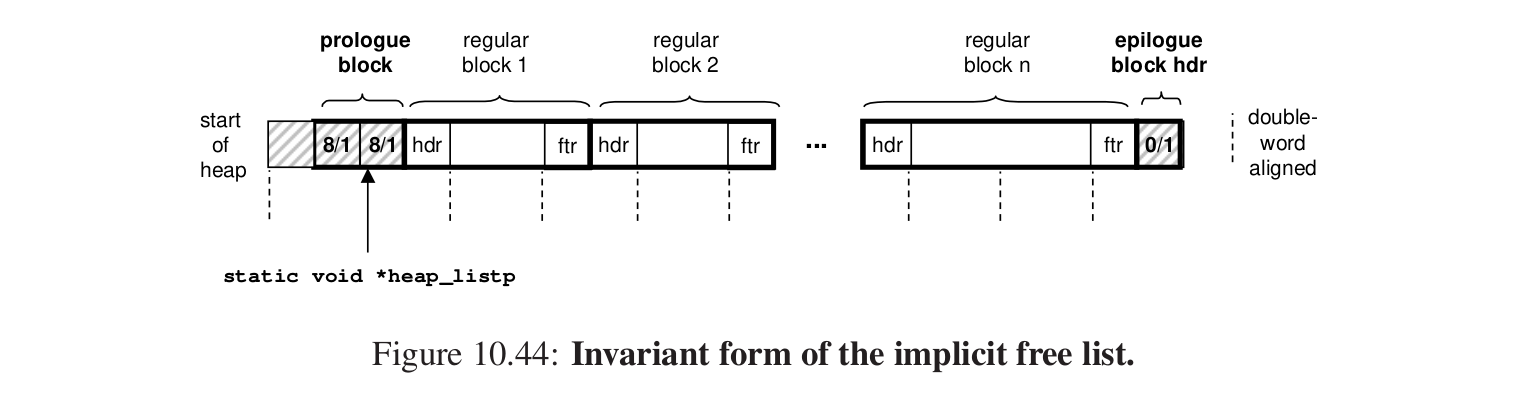 prologue
block
regular
block 1
regular
block 2
regular
block n
epilogue
block hdr
start
of
heap
8/1 8/1 hdr ftr hdr ftr ... hdr ftr 0/1
double-
word
aligned
static void *heap_listp
Figure 10.44: Invariant form of the implicit free list.